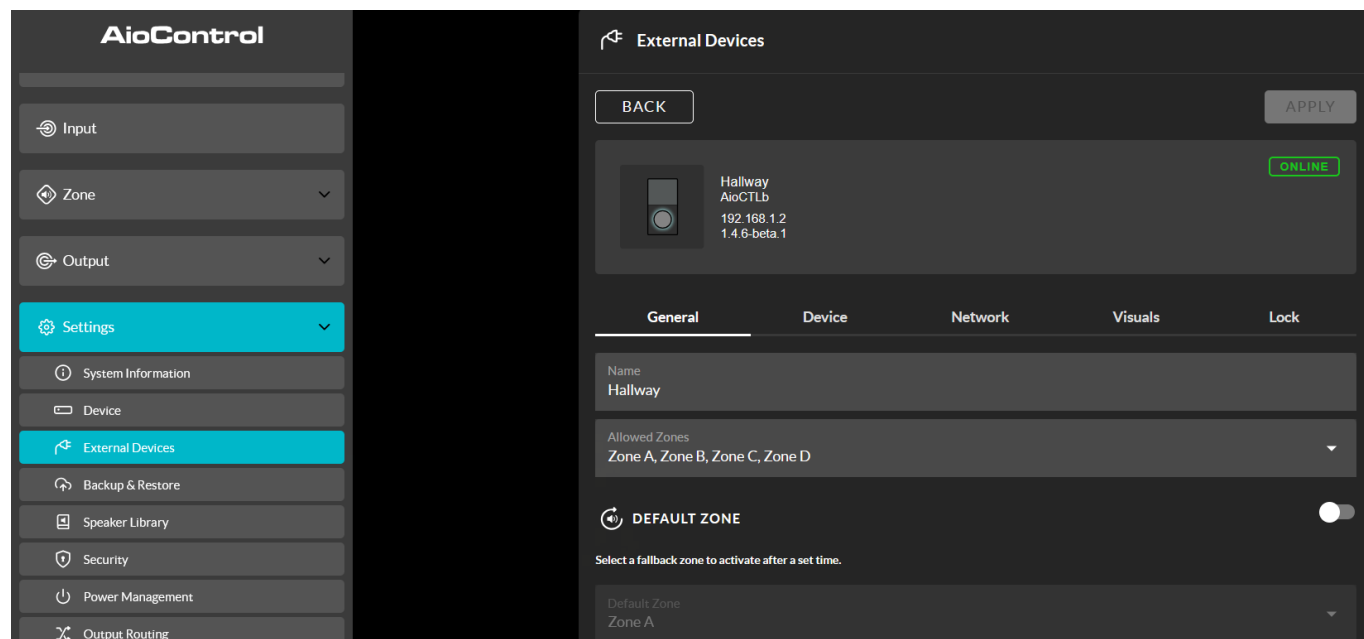 AioControl
Input
Zone
Output
Settings
System Information
Device
External Devices
Backup & Restore
Speaker Library
Security
Power Management
Output Routing
External Devices
BACK
APPLY
Hallway
AioCTLb
192.168.1.2
1.4.6-beta.1
ONLINE
General Device Network Visuals Lock
Name
Hallway
Allowed Zones
Zone A, Zone B, Zone C, Zone D
DEFAULT ZONE
Select a fallback zone to activate after a set time.
Default Zone
Zone A